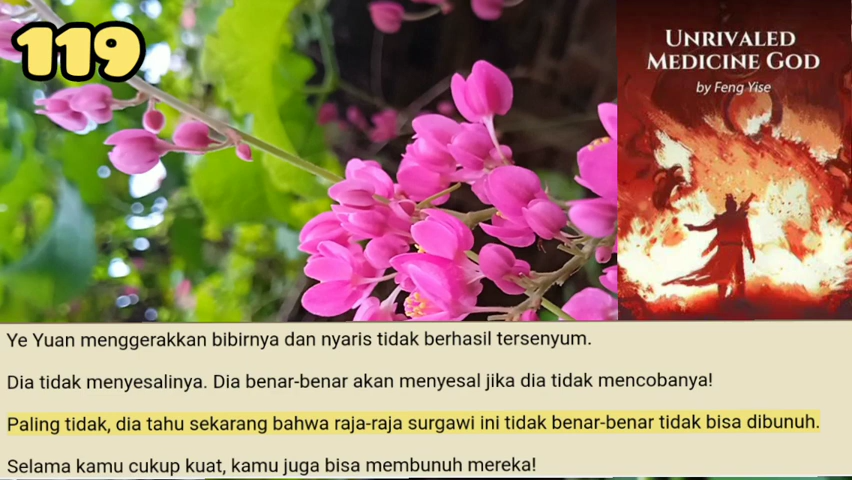 119
UNRIVALED
MEDICINE GOD
by Feng Yise
Ye Yuan menggerakkan bibirnya dan nyaris tidak berhasil tersenyum.
Dia tidak menyesalinya. Dia benar-benar akan menyesal jika dia tidak mencobanya!
Paling tidak, dia tahu sekarang bahwa raja-raja surgawi ini tidak benar-benar tidak bisa dibunuh.
Selama kamu cukup kuat, kamu juga bisa membunuh mereka!